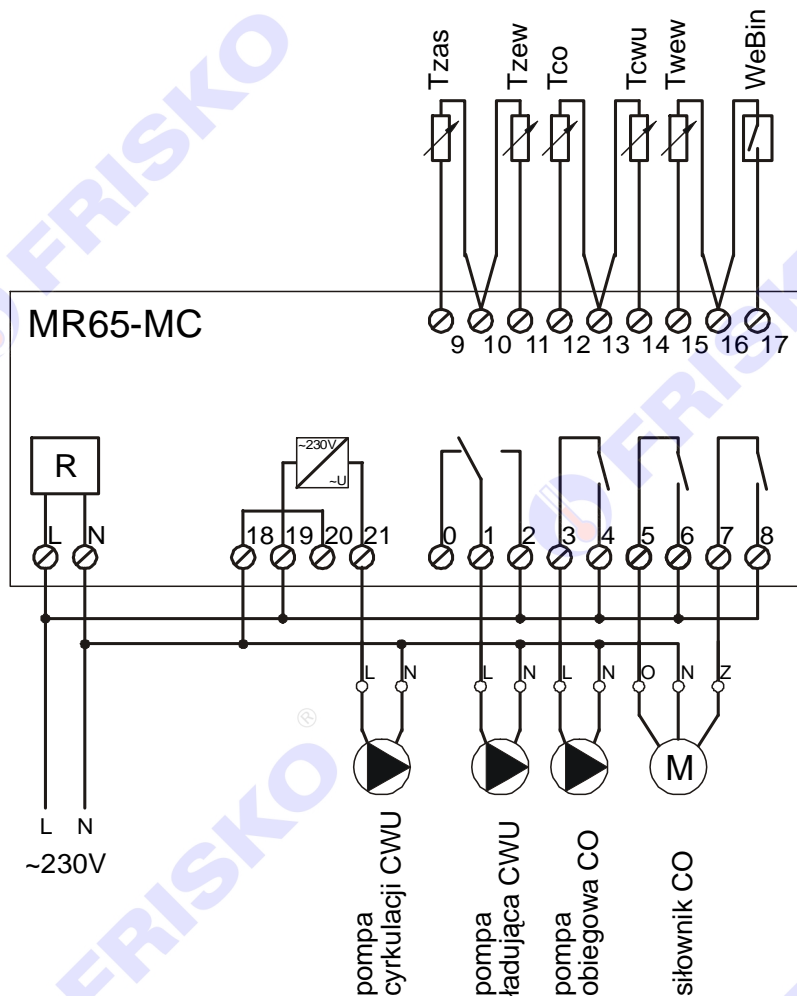 Tzas Tzew Tco Tcwu Twew WeBin
MR65-MC
9 10 11 12 13 14 15 16 17
R
~230V
~U
L N 18 19 20 21 0 1 2 3 4 5 6 7 8
L N L N L N O N Z
M
L N
~230V
pompa
cyrkulacji CWU
pompa
ładująca CWU
pompa
obiegowa CO
siłownik CO
FRISKO
FRISKO
FRISKO ®